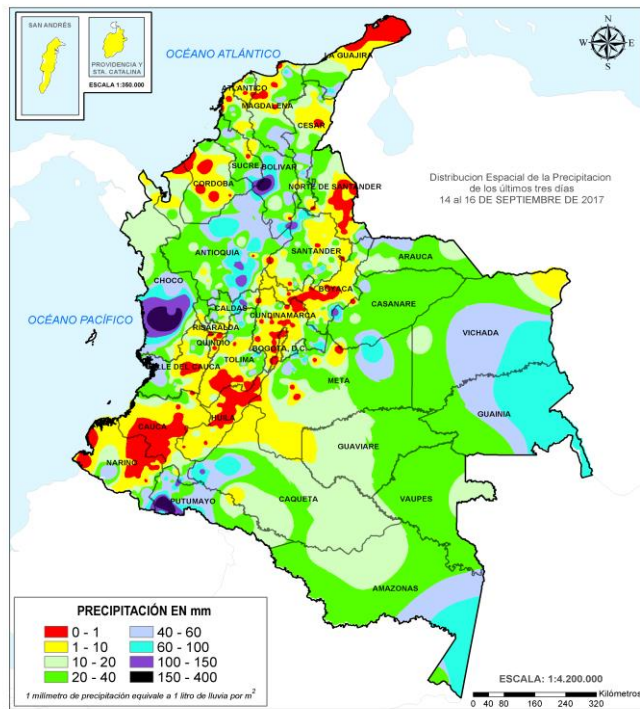 SAN ANDRÉS
PROVIDENCIA Y
STA. CATALINA
ESCALA 1:350.000
OCÉANO ATLÁNTICO
N
W
E
S
LA GUAJIRA
ATLANTICO
MAGDALENA
CESAR
SUCRE
BOLIVAR
CORDOBA
NORTE DE SANTANDER
Distribucion Espacial de la Precipitacion
de los últimos tres días
14 al 16 DE SEPTIEMBRE DE 2017
ANTIOQUIA
SANTANDER
ARAUCA
CHOCO
BOYACA
CASANARE
OCÉANO PACÍFICO
CALDAS
CUNDINAMARCA
VICHADA
RISARALDA
QUINDIO
BOGOTA, D.C.
TOLIMA
VALLE DEL CAUCA
META
GUAINIA
HUILA
CAUCA
GUAVIARE
NARIÑO
PUTUMAYO
CAQUETA
VAUPES
AMAZONAS
PRECIPITACIÓN EN mm
0 - 1 40 - 60
1 - 10 60 - 100
10 - 20 100 - 150
20 - 40 150 - 400
1 milimetro de precipitación equivale a 1 litro de lluvia por m2
ESCALA: 1:4.200.000
Kilómetros
0 40 80 160 240 320